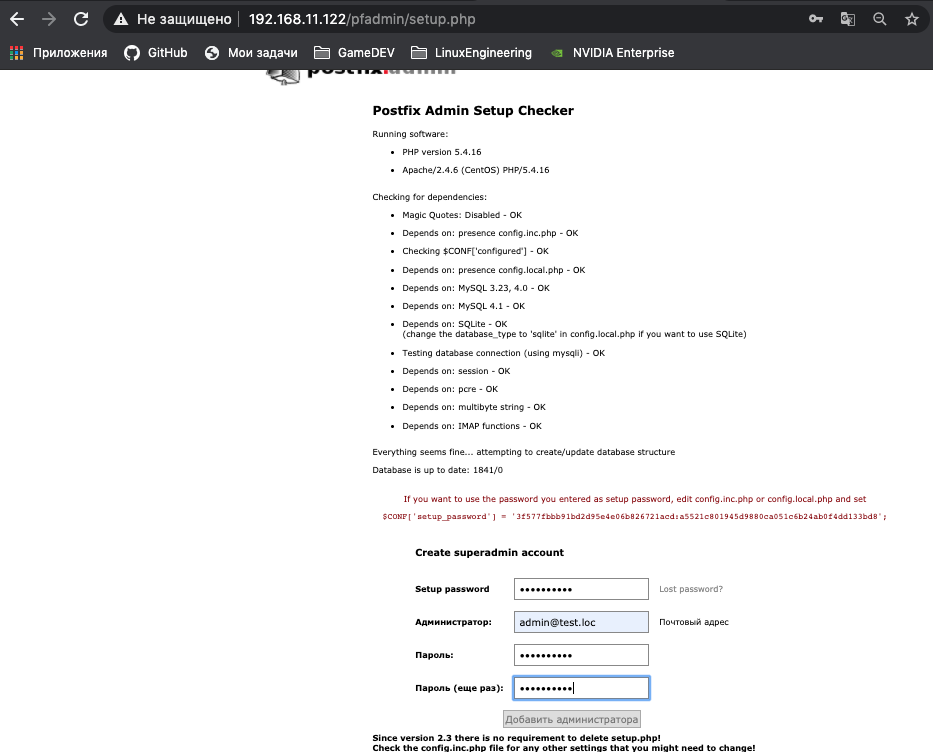 Не защищено
192.168.11.122/pfadmin/setup.php
Приложения GitHub Мои задачи GameDEV LinuxEngineering NVIDIA Enterprise
postfix.admin
Postfix Admin Setup Checker
Running software:
PHP version 5.4.16
Apache/2.4.6 (CentOS) PHP/5.4.16
Checking for dependencies:
Magic Quotes: Disabled - OK
Depends on: presence config.inc.php - OK
Checking $CONF['configured'] - OK
Depends on: presence config.local.php - OK
Depends on: MySQL 3.23, 4.0 - OK
Depends on: MySQL 4.1 - OK
Depends on: SQLite - OK
(change the database_type to 'sqlite' in config.local.php if you want to use SQLite)
Testing database connection (using mysqli) - OK
Depends on: session - OK
Depends on: pcre - OK
Depends on: multibyte string - OK
Depends on: IMAP functions - OK
Everything seems fine... attempting to create/update database structure
Database is up to date: 1841/0
If you want to use the password you entered as setup password, edit config.inc.php or config.local.php and set
$CONF['setup_password'] = '3f577fbbb91bd2d95e4e06b826721acd:a5521c801945d9880ca051c6b24ab0f4dd133bd8';
Create superadmin account
Setup password •••••••••• Lost password?
Администратор: admin@test.loc Почтовый адрес
Пароль: ••••••••••
Пароль (еще раз): ••••••••••
Добавить администратора
Since version 2.3 there is no requirement to delete setup.php!
Check the config.inc.php file for any other settings that you might need to change!